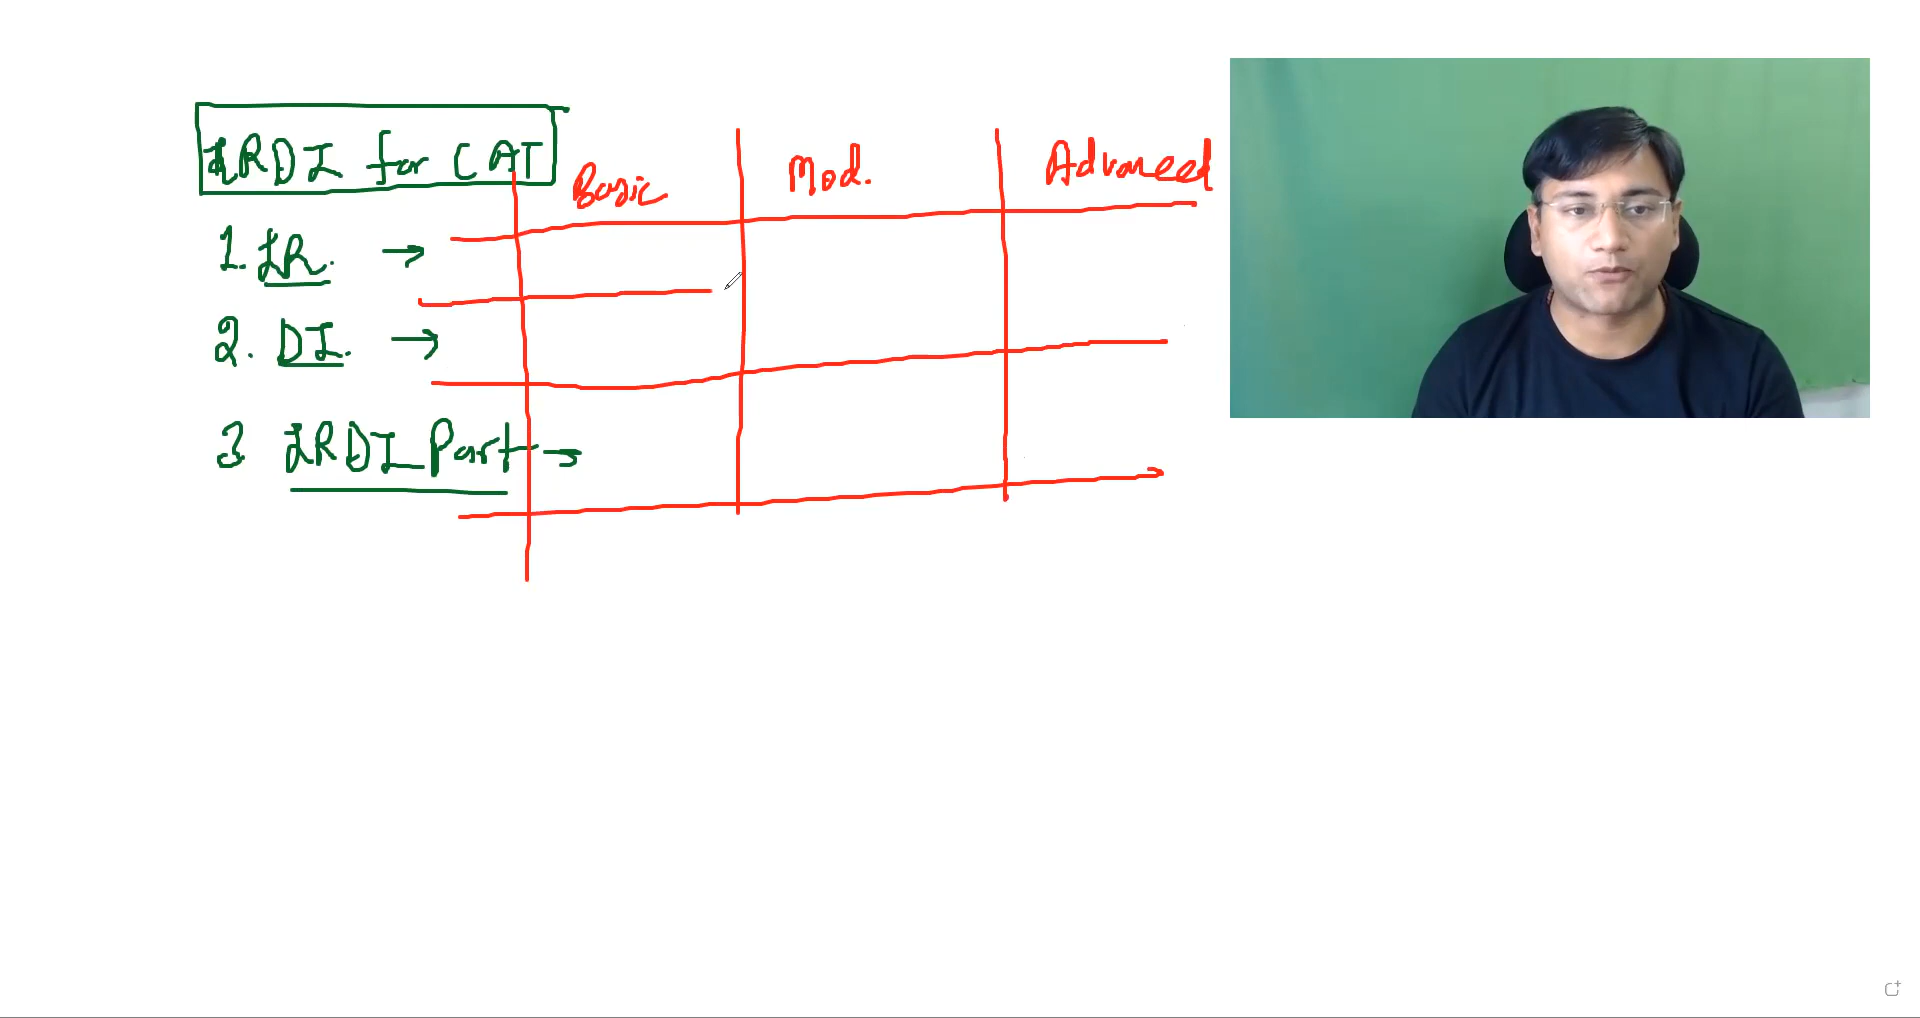 LRDI for CAT
Basic Mod. Advanced
1. LR. →
2. DI. →
3 LRDI Part →